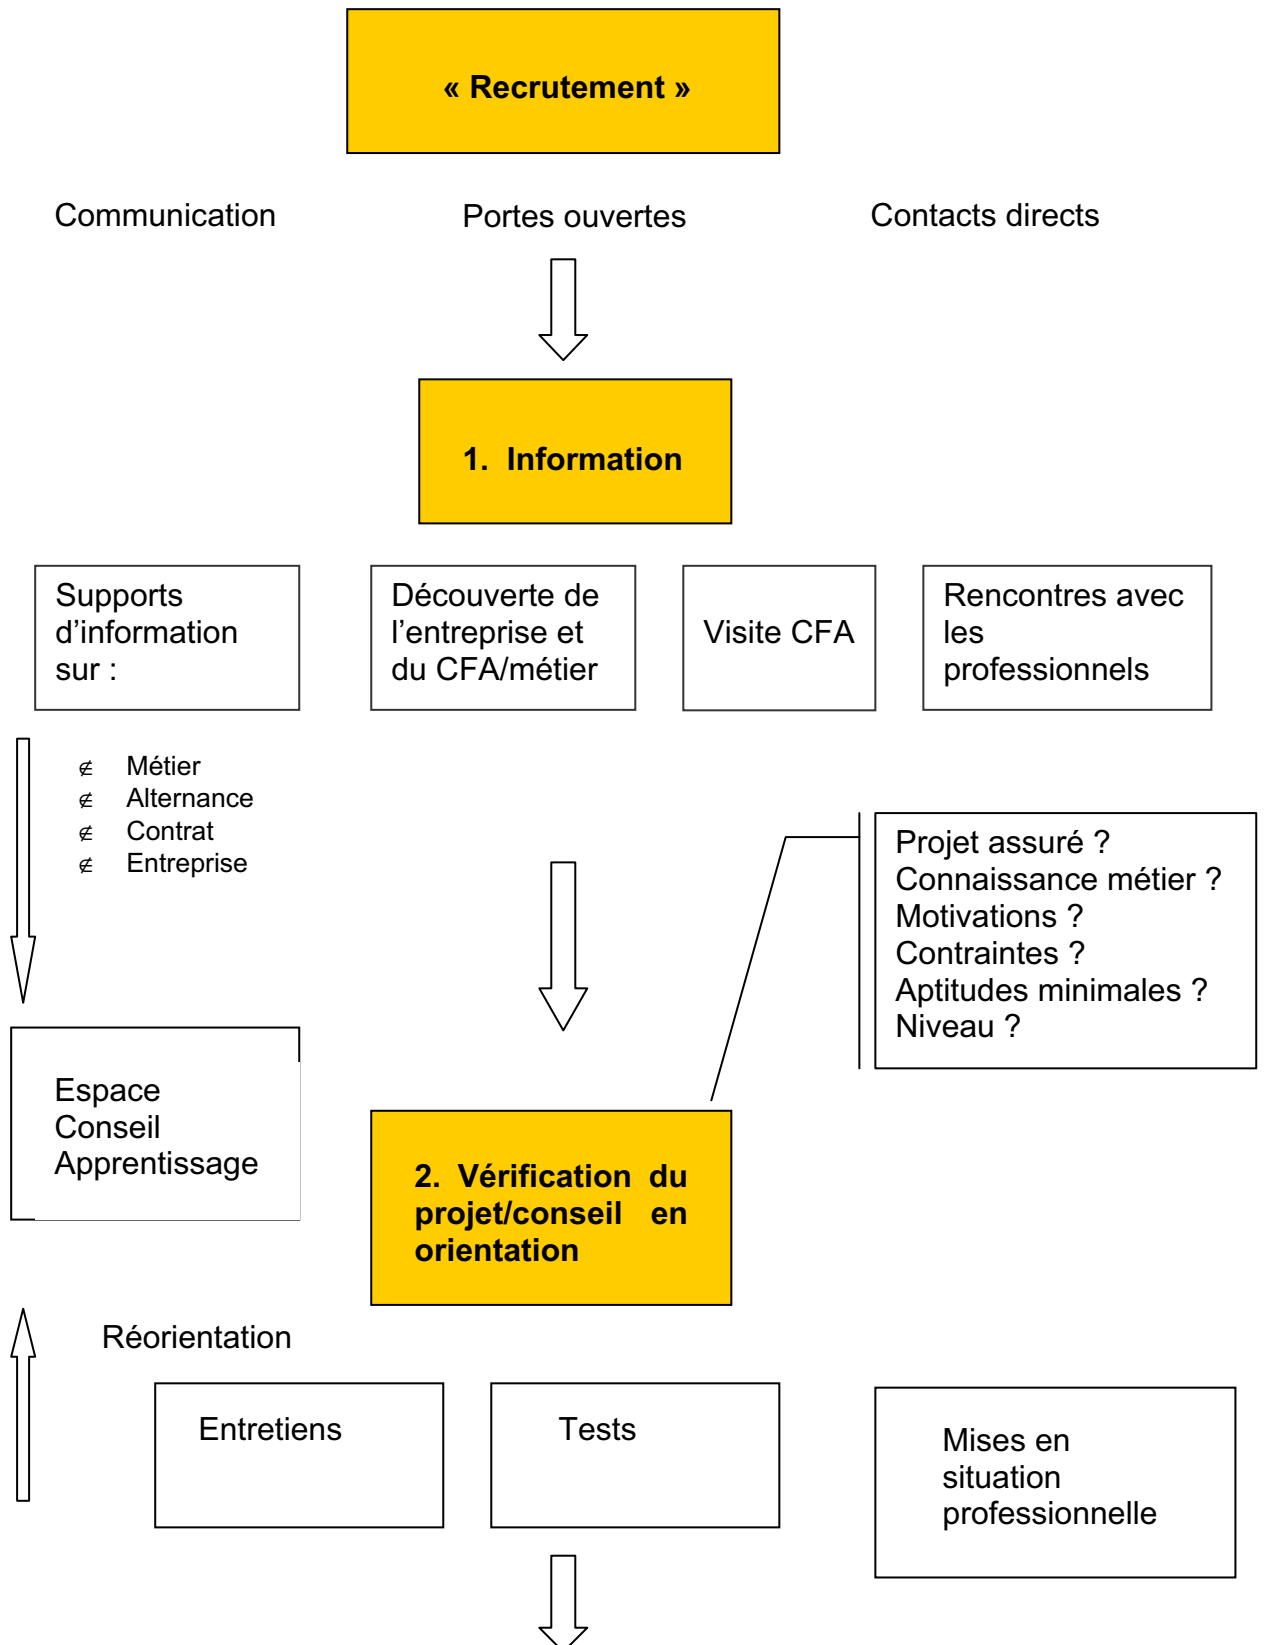 « Recrutement »
Communication
Portes ouvertes
Contacts directs
1. Information
Supports
d’information
sur :
Découverte de
l’entreprise et
du CFA/métier
Visite CFA
Rencontres avec
les
professionnels
∉ Métier
∉ Alternance
∉ Contrat
∉ Entreprise
Projet assuré ?
Connaissance métier ?
Motivations ?
Contraintes ?
Aptitudes minimales ?
Niveau ?
Espace
Conseil
Apprentissage
2. Vérification du
projet/conseil en
orientation
Réorientation
Entretiens
Tests
Mises en
situation
professionnelle